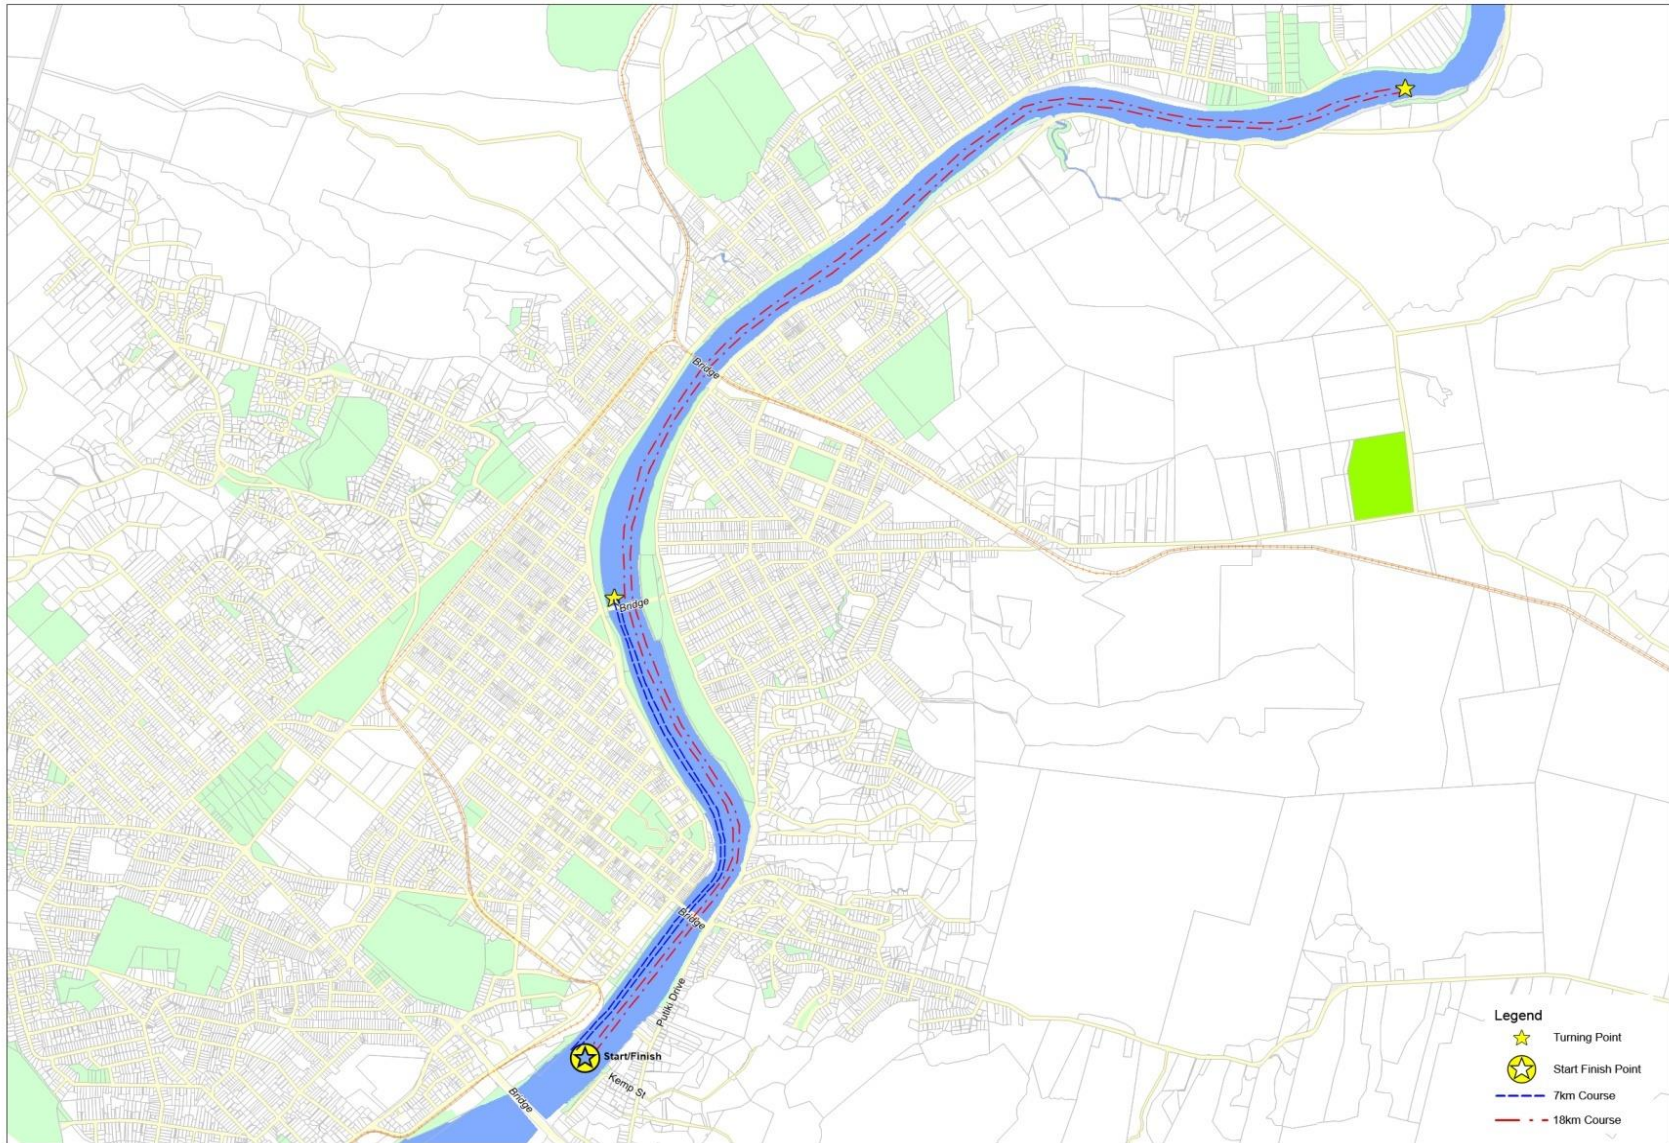 Bridge
Bridge
Bridge
Putiki Drive
Start/Finish
Kemp St
Bridge
Legend
Turning Point
Start Finish Point
7km Course
18km Course